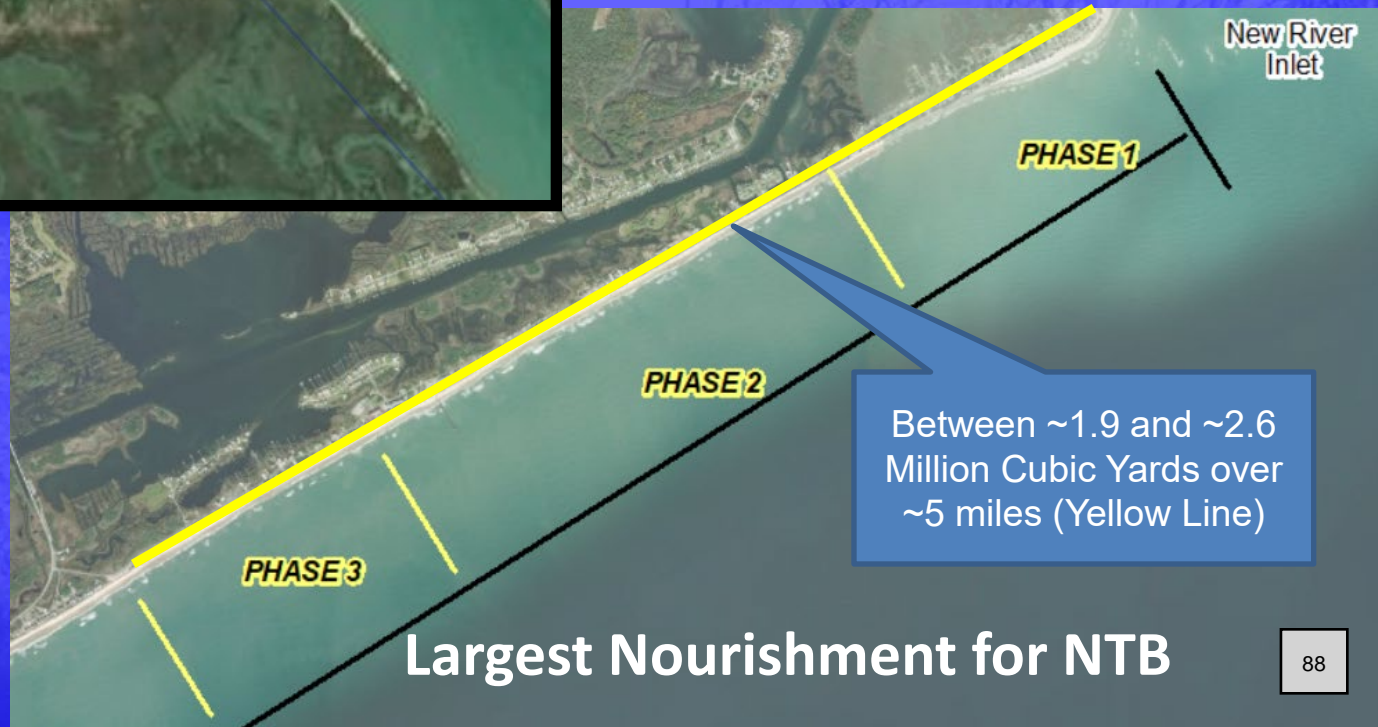 New River
Inlet
PHASE 1
PHASE 2
Between ~1.9 and ~2.6
Million Cubic Yards over
~5 miles (Yellow Line)
PHASE 3
Largest Nourishment for NTB
88